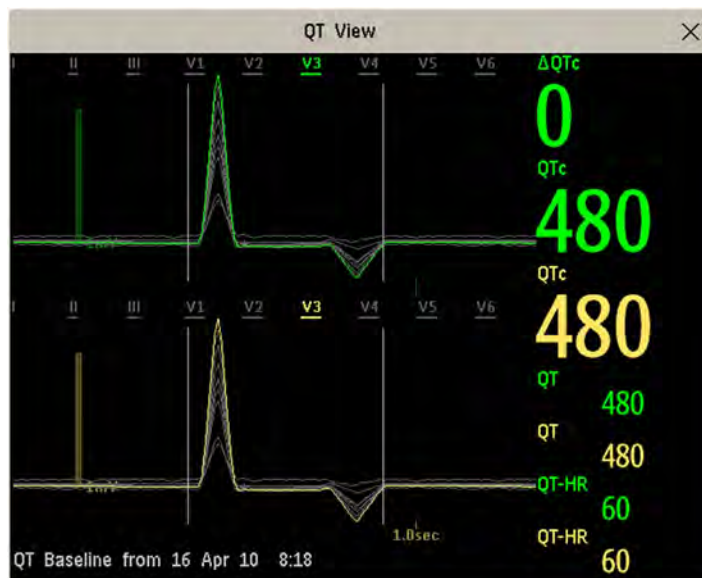 QT View
I II III V1 V2 V3 V4 V5 V6
ΔQTc
0
QTc
480
QTc
480
I II III V1 V2 V3 V4 V5 V6
QT
480
QT
480
QT-HR
60
1.0sec
QT-HR
60
QT Baseline from 16 Apr 10 8:18